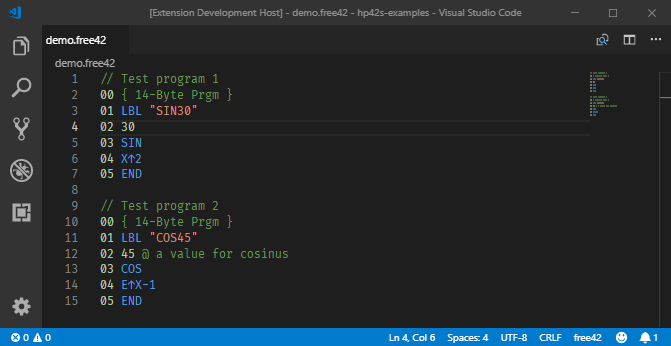 [Extension Development Host] - demo.free42 - hp42s-examples - Visual Studio Code
demo.free42
demo.free42
1 // Test program 1
2 00 { 14-Byte Prgm }
3 01 LBL "SIN30"
4 02 30
5 03 SIN
6 04 X↑2
7 05 END
8
9 // Test program 2
10 00 { 14-Byte Prgm }
11 01 LBL "COS45"
12 02 45 @ a value for cosinus
13 03 COS
14 04 E↑X-1
15 05 END
0 0 Ln 4, Col 6 Spaces: 4 UTF-8 CRLF free42 1